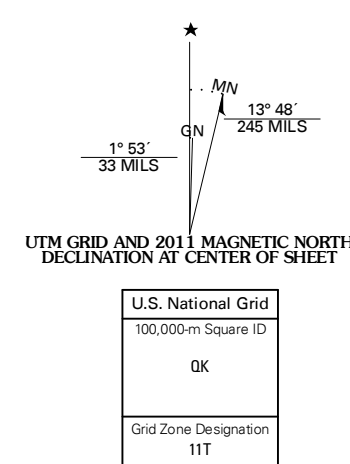 MN
GN
13° 48´
245 MILS
1° 53´
33 MILS
UTM GRID AND 2011 MAGNETIC NORTH
DECLINATION AT CENTER OF SHEET
U.S. National Grid
100,000-m Square ID
QK
Grid Zone Designation
11T